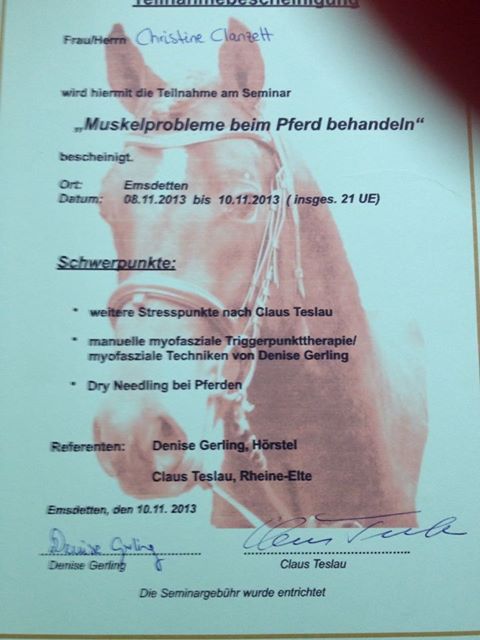 Teilnahmebescheinigung
Frau/Herrn Christine Clanzett
wird hiermit die Teilnahme am Seminar
„Muskelprobleme beim Pferd behandeln“
bescheinigt.
Ort: Emsdetten
Datum: 08.11.2013 bis 10.11.2013 ( insges. 21 UE)
Schwerpunkte:
* weitere Stresspunkte nach Claus Teslau
* manuelle myofasziale Triggerpunkttherapie/
myofasziale Techniken von Denise Gerling
* Dry Needling bei Pferden
Referenten: Denise Gerling, Hörstel
Claus Teslau, Rheine-Elte
Emsdetten, den 10.11. 2013
Denise Gerling Claus Teslau
Denise Gerling Claus Teslau
Die Seminargebühr wurde entrichtet